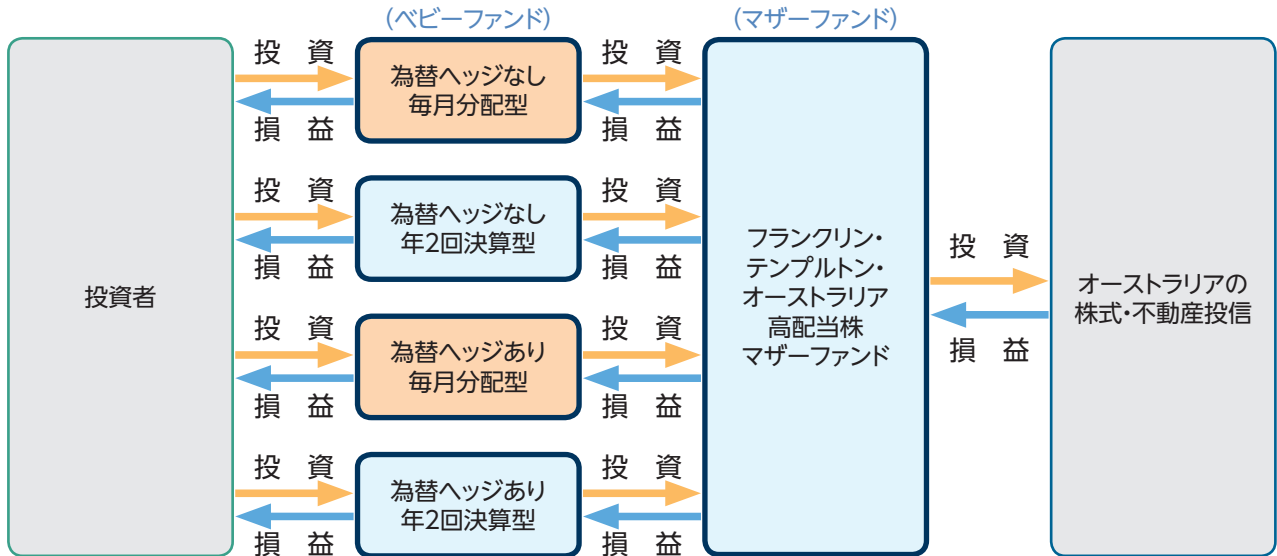 (ベビーファンド)
(マザーファンド)
投資者
投 資
為替ヘッジなし
毎月分配型
損 益
投 資
損 益
投 資
為替ヘッジなし
年2回決算型
損 益
投 資
損 益
投 資
為替ヘッジあり
毎月分配型
損 益
投 資
損 益
投 資
為替ヘッジあり
年2回決算型
損 益
投 資
損 益
フランクリン・
テンプルトン・
オーストラリア
高配当株
マザーファンド
投 資
損 益
オーストラリアの
株式・不動産投信